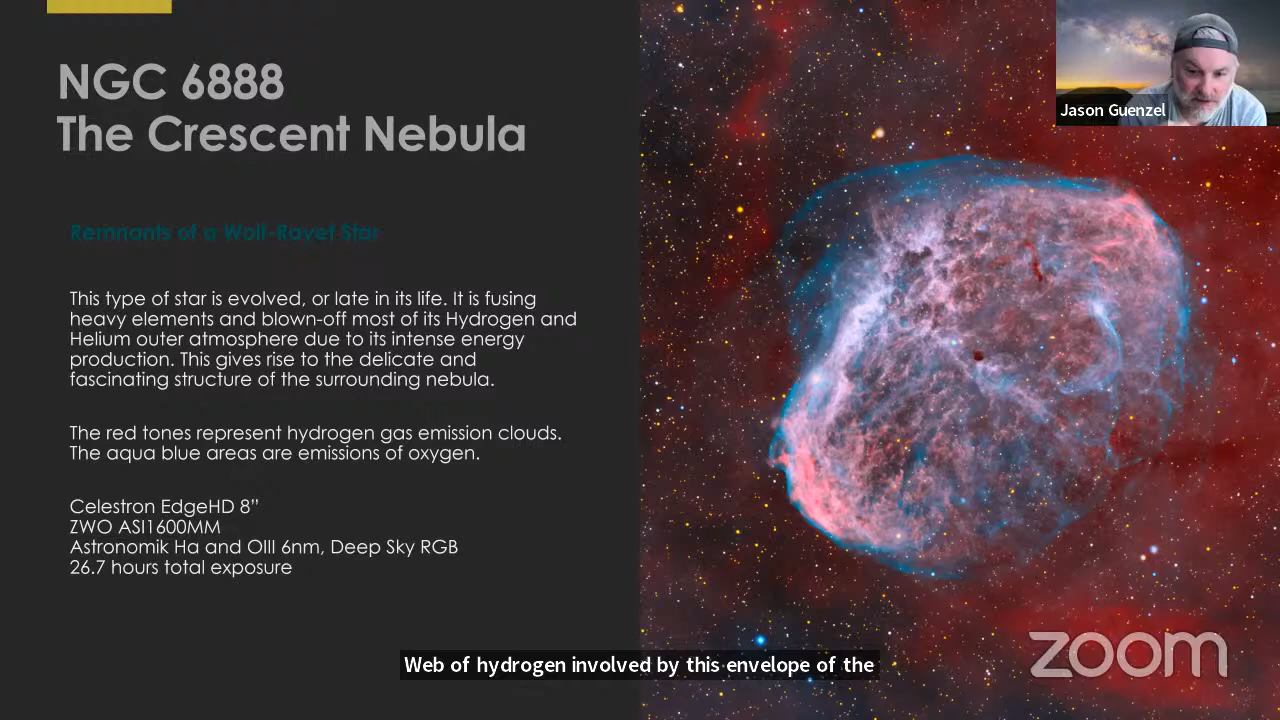 NGC 6888
The Crescent Nebula
Remnants of a Wolf-Rayet Star
This type of star is evolved, or late in its life. It is fusing
heavy elements and blown-off most of its Hydrogen and
Helium outer atmosphere due to its intense energy
production. This gives rise to the delicate and
fascinating structure of the surrounding nebula.
The red tones represent hydrogen gas emission clouds.
The aqua blue areas are emissions of oxygen.
Celestron EdgeHD 8”
ZWO ASI1600MM
Astronomik Ha and OIII 6nm, Deep Sky RGB
26.7 hours total exposure
Jason Guenzel
zoom
Web of hydrogen involved by this envelope of the